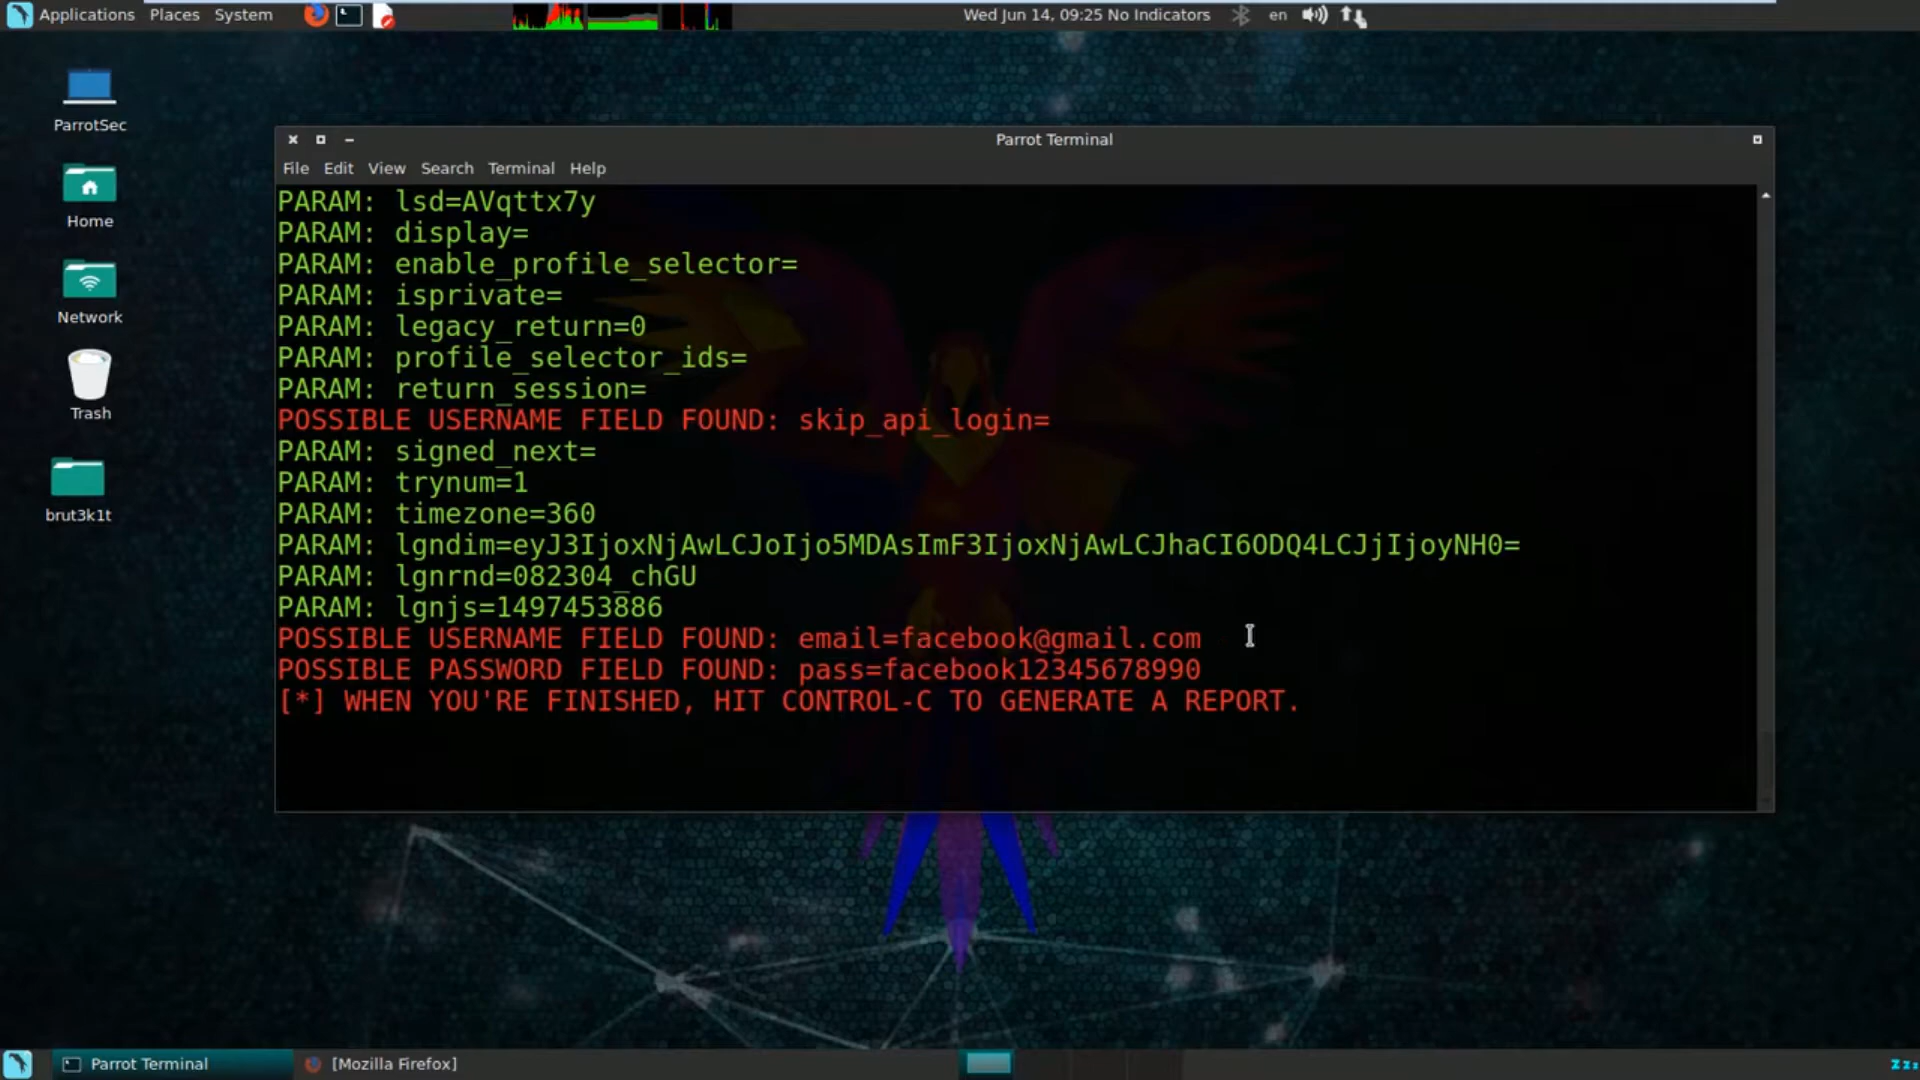 Applications Places System
Wed Jun 14, 09:25 No Indicators
en
ParrotSec
Home
Network
Trash
brut3k1t
Parrot Terminal
File Edit View Search Terminal Help
PARAM: lsd=AVqttx7y
PARAM: display=
PARAM: enable_profile_selector=
PARAM: isprivate=
PARAM: legacy_return=0
PARAM: profile_selector_ids=
PARAM: return_session=
POSSIBLE USERNAME FIELD FOUND: skip_api_login=
PARAM: signed_next=
PARAM: trynum=1
PARAM: timezone=360
PARAM: lgndim=eyJ3IjoxNjAwLCJoIjo5MDAsImF3IjoxNjAwLCJhaCI6ODQ4LCJjIjoyNH0=
PARAM: lgnrnd=082304_chGU
PARAM: lgnjs=1497453886
POSSIBLE USERNAME FIELD FOUND: email=facebook@gmail.com
POSSIBLE PASSWORD FIELD FOUND: pass=facebook12345678990
[*] WHEN YOU'RE FINISHED, HIT CONTROL-C TO GENERATE A REPORT.
Parrot Terminal
[Mozilla Firefox]
zzz